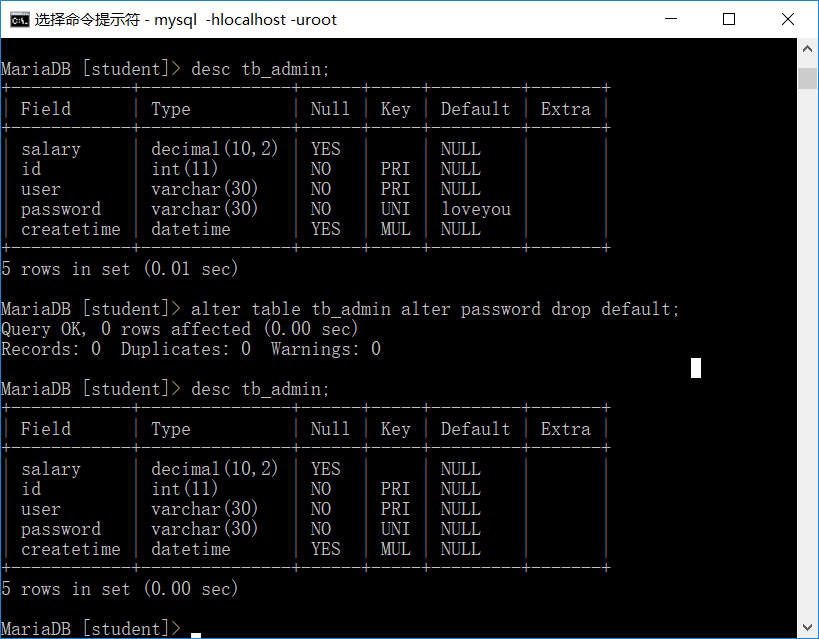 选择命令提示符 - mysql  -hlocalhost -uroot
MariaDB [student]> desc tb_admin;
+------------+---------------+------+-----+---------+-------+
| Field      | Type          | Null | Key | Default | Extra |
+------------+---------------+------+-----+---------+-------+
| salary     | decimal(10,2) | YES  |     | NULL    |       |
| id         | int(11)       | NO   | PRI | NULL    |       |
| user       | varchar(30)   | NO   | PRI | NULL    |       |
| password   | varchar(30)   | NO   | UNI | loveyou |       |
| createtime | datetime      | YES  | MUL | NULL    |       |
+------------+---------------+------+-----+---------+-------+
5 rows in set (0.01 sec)
MariaDB [student]> alter table tb_admin alter password drop default;
Query OK, 0 rows affected (0.00 sec)
Records: 0  Duplicates: 0  Warnings: 0
MariaDB [student]> desc tb_admin;
+------------+---------------+------+-----+---------+-------+
| Field      | Type          | Null | Key | Default | Extra |
+------------+---------------+------+-----+---------+-------+
| salary     | decimal(10,2) | YES  |     | NULL    |       |
| id         | int(11)       | NO   | PRI | NULL    |       |
| user       | varchar(30)   | NO   | PRI | NULL    |       |
| password   | varchar(30)   | NO   | UNI | NULL    |       |
| createtime | datetime      | YES  | MUL | NULL    |       |
+------------+---------------+------+-----+---------+-------+
5 rows in set (0.00 sec)
MariaDB [student]>